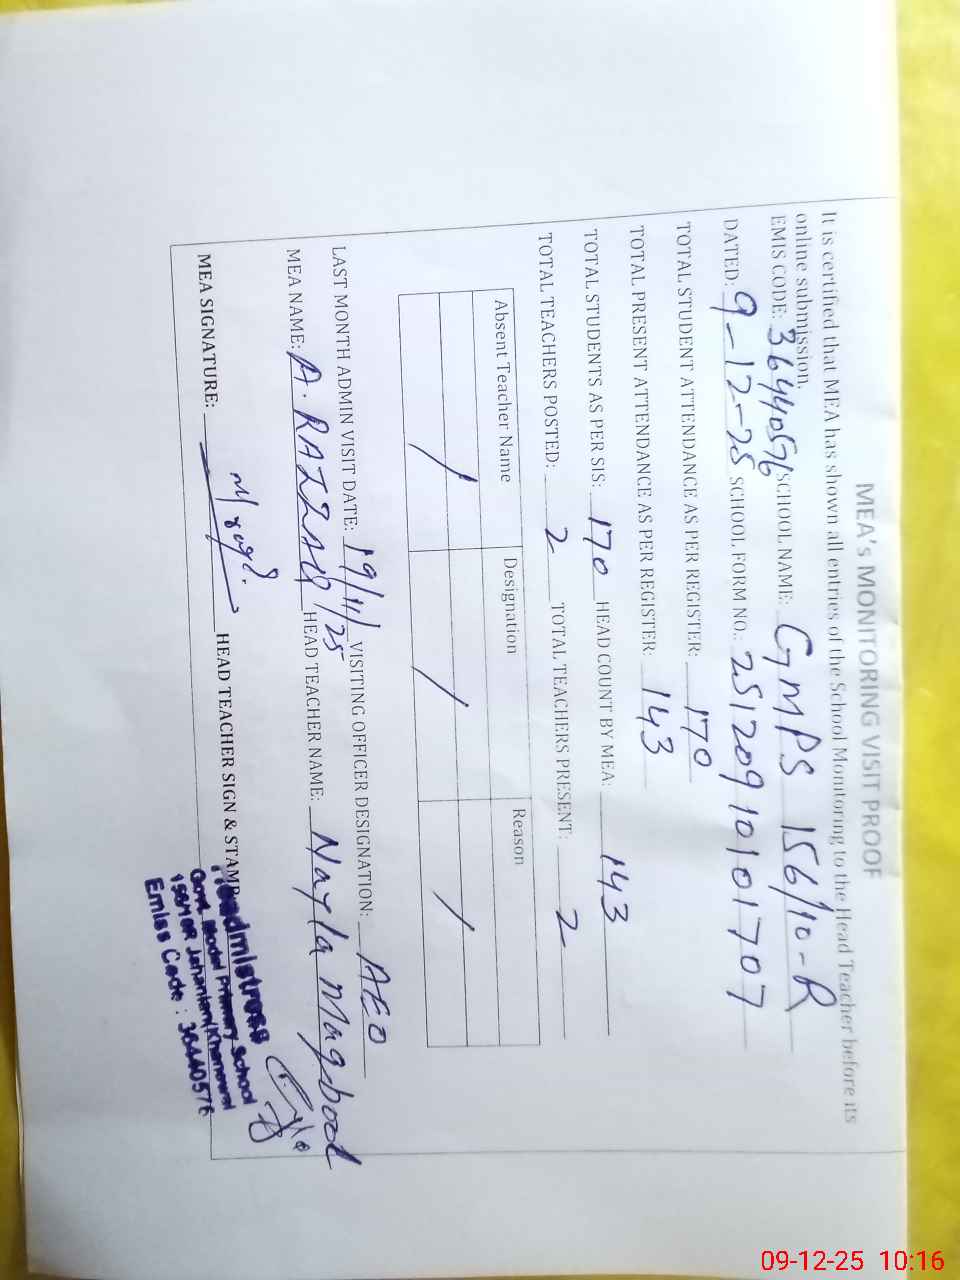 MEA's MONITORING VISIT PROOF
It is certified that MEA has shown all entries of the School Monitoring to the Head Teacher before its
online submission.
EMIS CODE: 36440576 SCHOOL NAME: GMPS 156/10-R
DATED: 9-12-25 SCHOOL FORM NO.. 25120910101707
TOTAL STUDENT ATTENDANCE AS PER REGISTER: 170
TOTAL PRESENT ATTENDANCE AS PER REGISTER: 143
TOTAL STUDENTS AS PER SIS: 170 HEAD COUNT BY MEA: 143
TOTAL TEACHERS POSTED: 2 TOTAL TEACHERS PRESENT: 2
Absent Teacher Name Designation Reason
/ / /
LAST MONTH ADMIN VISIT DATE: 19/11/25 VISITING OFFICER DESIGNATION: AEO
MEA NAME: A. RAZZAQ HEAD TEACHER NAME: Nayla Maqbool
MEA SIGNATURE: HEAD TEACHER SIGN & STAMP
Headmistress
Govt. Model Primary School
156/10R Jahanian(Khanewal
Emiss Code : 36440576
09-12-25 10:16